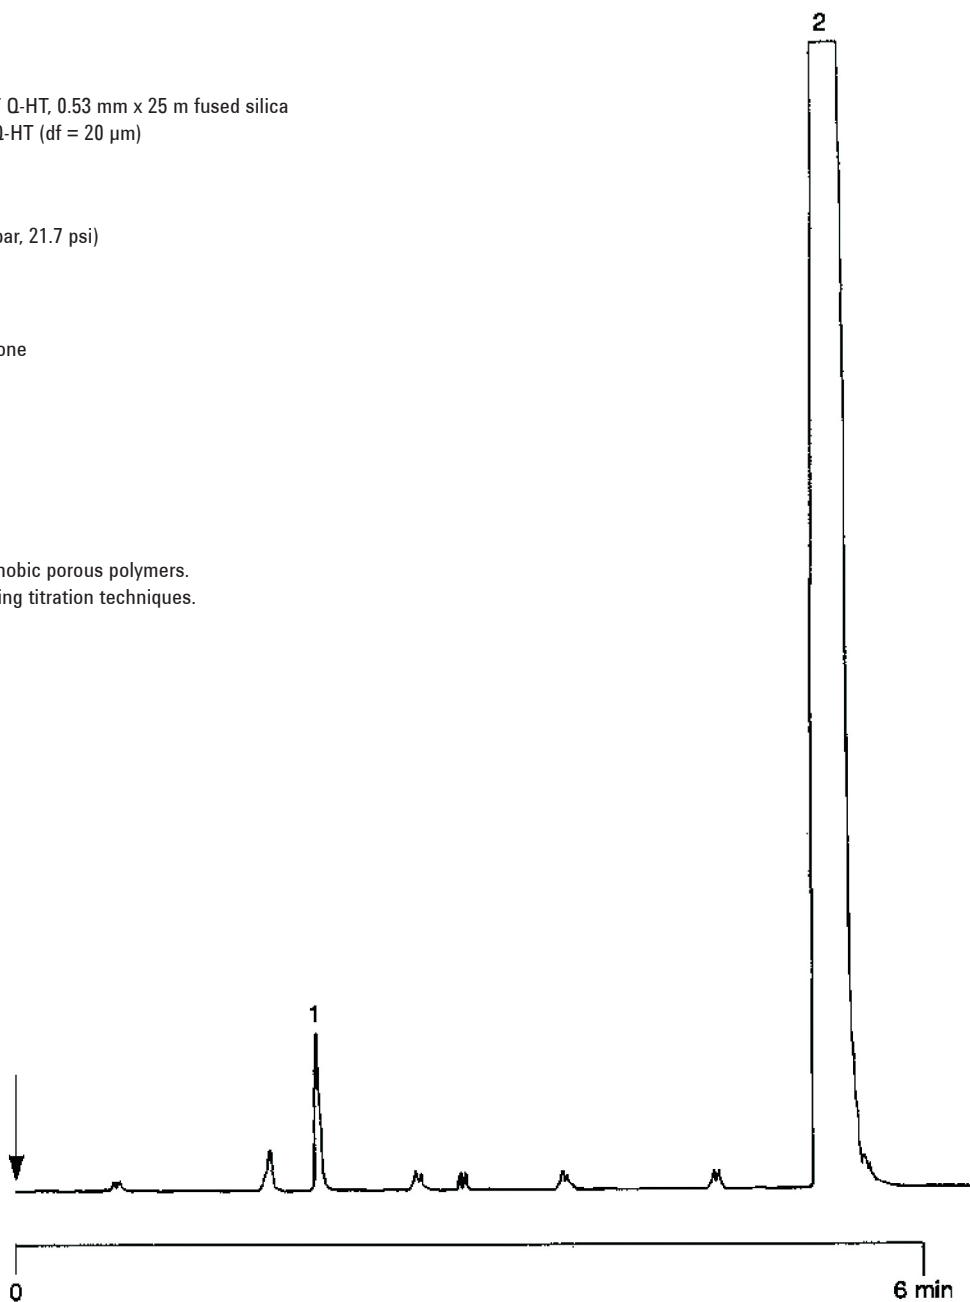 2
Q-HT, 0.53 mm x 25 m fused silica
Q-HT (df = 20 µm)
bar, 21.7 psi)
one
hobic porous polymers.
ing titration techniques.
1
0
6 min